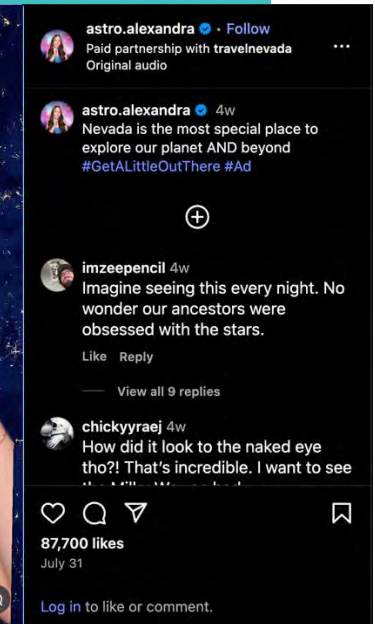 astro.alexandra • Follow
Paid partnership with travelnevada
Original audio
astro.alexandra 4w
Nevada is the most special place to
explore our planet AND beyond
#GetALittleOutThere #Ad
imzeepencil 4w
Imagine seeing this every night. No
wonder our ancestors were
obsessed with the stars.
Like Reply
View all 9 replies
chickyyraej 4w
How did it look to the naked eye
tho?! That's incredible. I want to see
87,700 likes
July 31
Log in to like or comment.